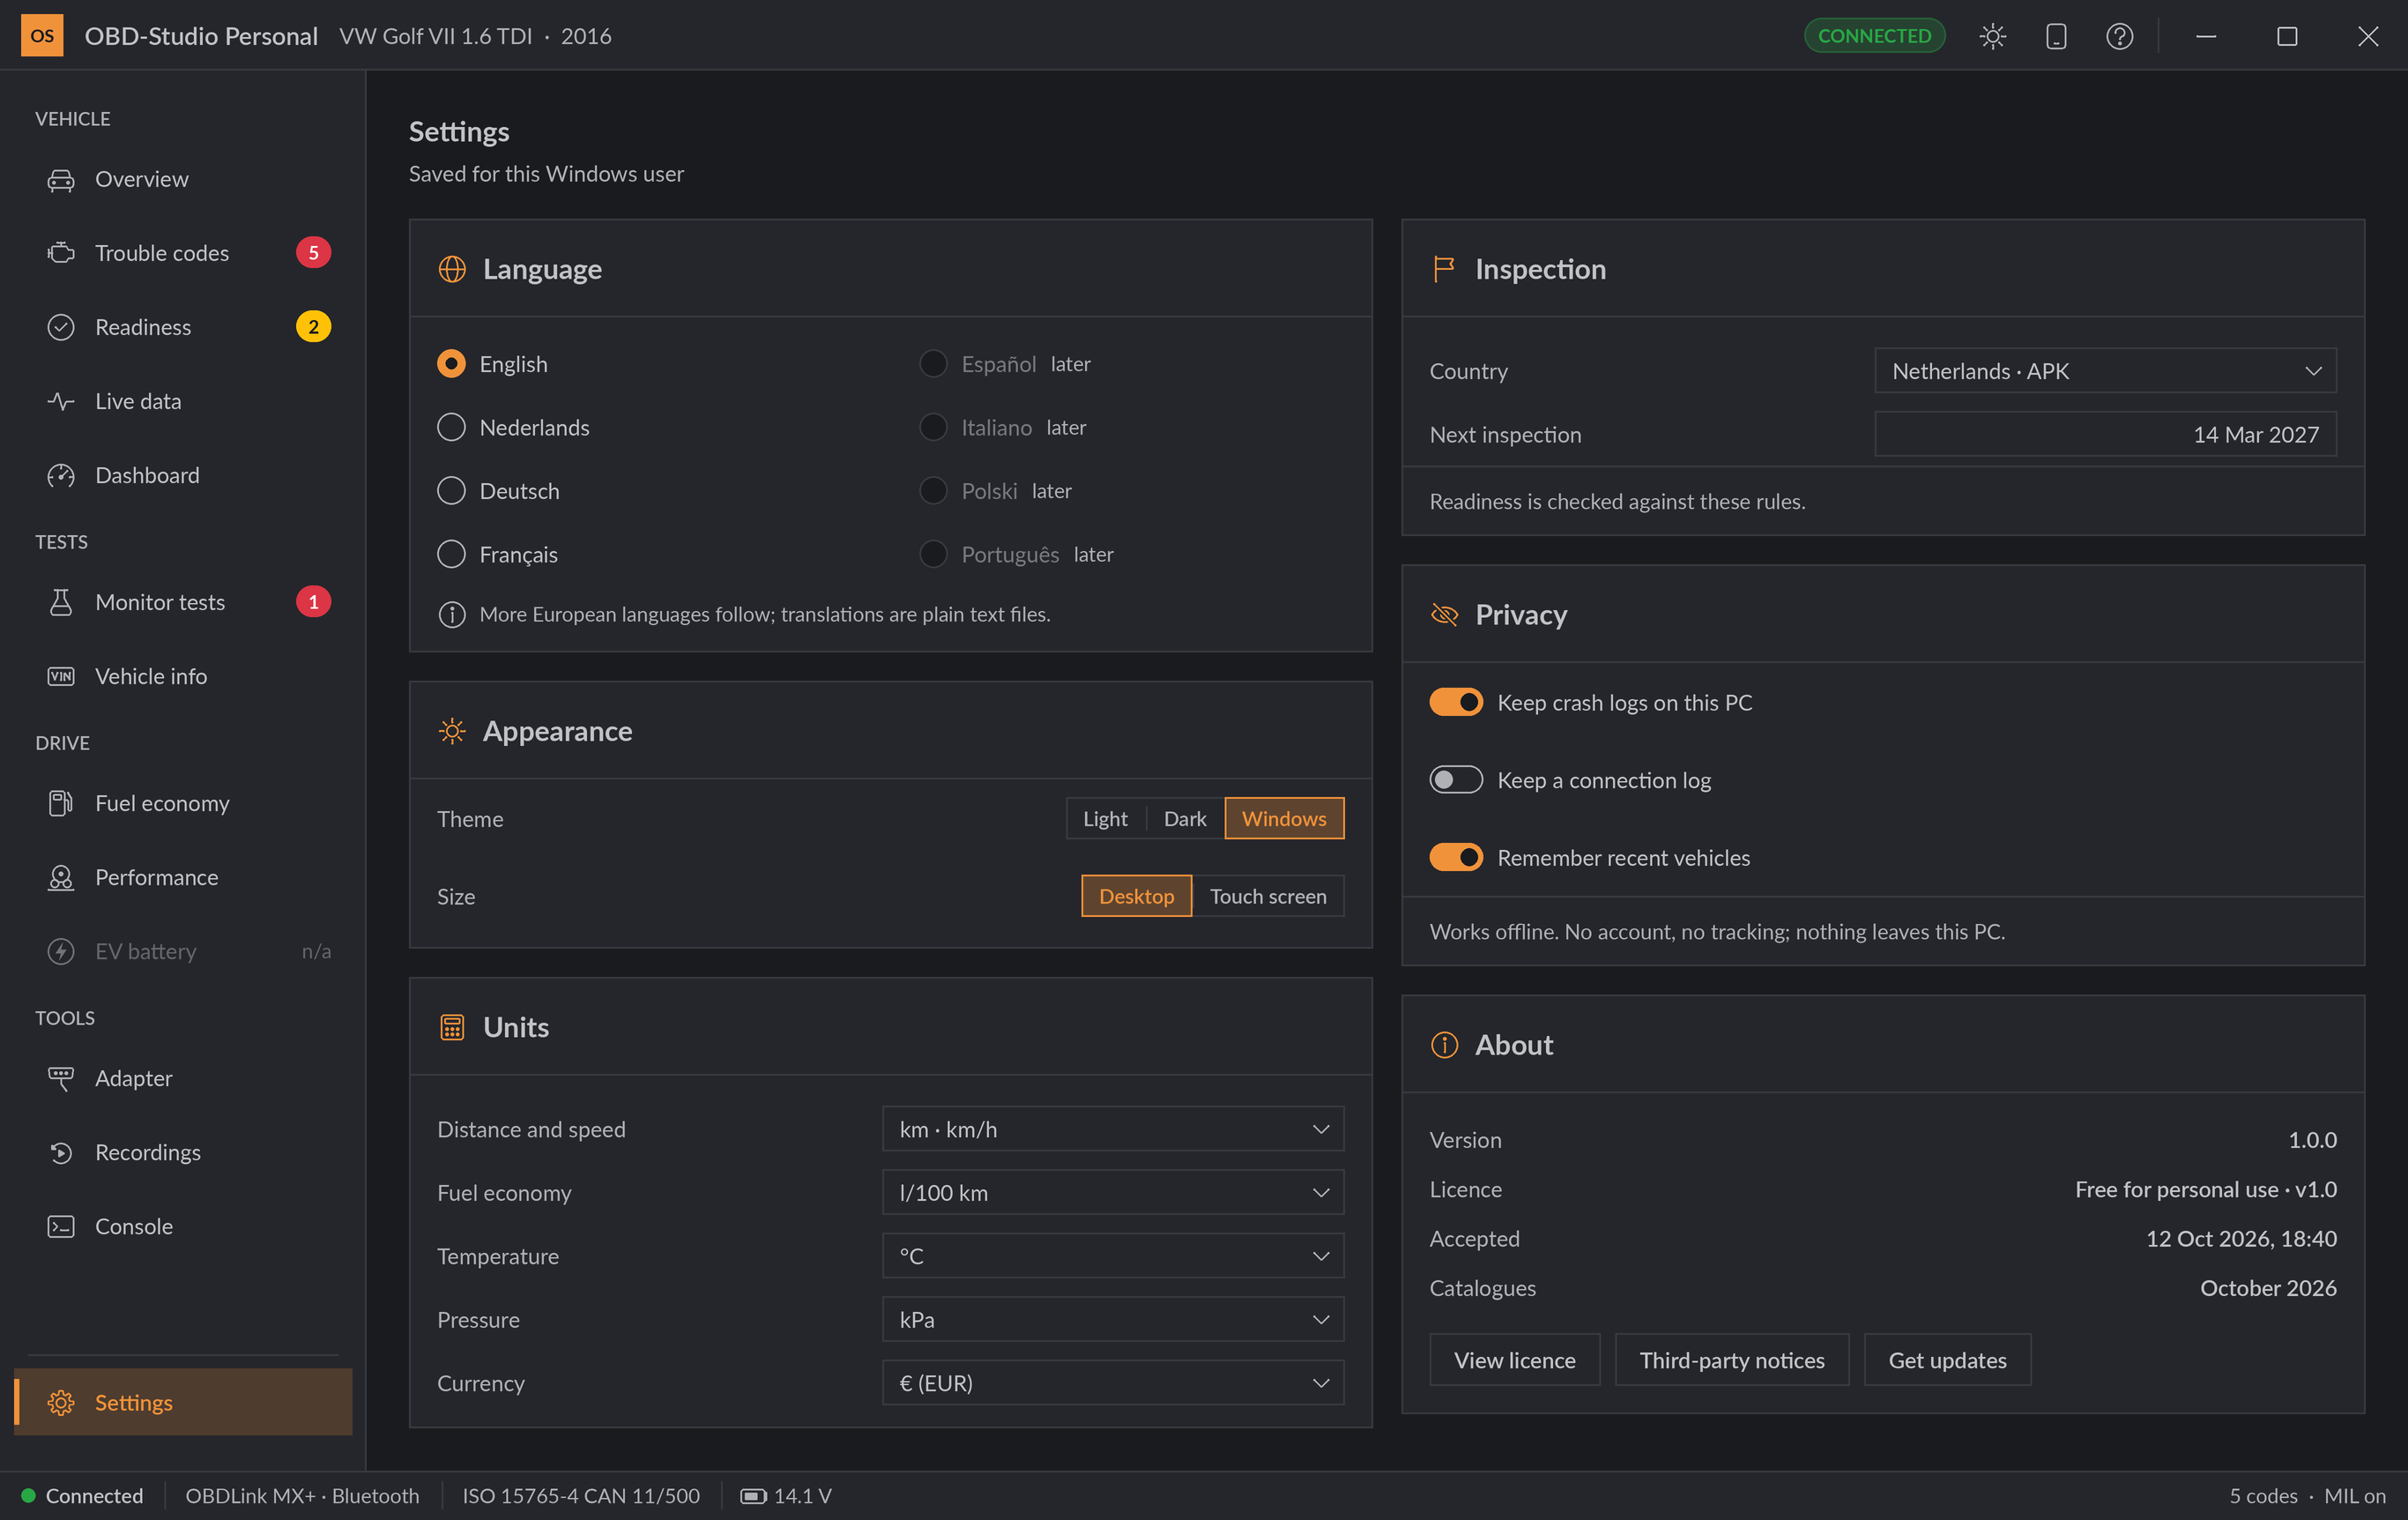 OS OBD-Studio Personal VW Golf VII 1.6 TDI · 2016 CONNECTED
VEHICLE
Overview
Trouble codes 5
Readiness 2
Live data
Dashboard
TESTS
Monitor tests 1
VIN Vehicle info
DRIVE
Fuel economy
Performance
EV battery n/a
TOOLS
Adapter
Recordings
Console
Settings
Settings
Saved for this Windows user
Language
English
Nederlands
Deutsch
Français
Español later
Italiano later
Polski later
Português later
More European languages follow; translations are plain text files.
Appearance
Theme Light Dark Windows
Size Desktop Touch screen
Units
Distance and speed km · km/h
Fuel economy l/100 km
Temperature °C
Pressure kPa
Currency € (EUR)
Inspection
Country Netherlands · APK
Next inspection 14 Mar 2027
Readiness is checked against these rules.
Privacy
Keep crash logs on this PC
Keep a connection log
Remember recent vehicles
Works offline. No account, no tracking; nothing leaves this PC.
About
Version 1.0.0
Licence Free for personal use · v1.0
Accepted 12 Oct 2026, 18:40
Catalogues October 2026
View licence Third-party notices Get updates
Connected OBDLink MX+ · Bluetooth ISO 15765-4 CAN 11/500 14.1 V 5 codes · MIL on